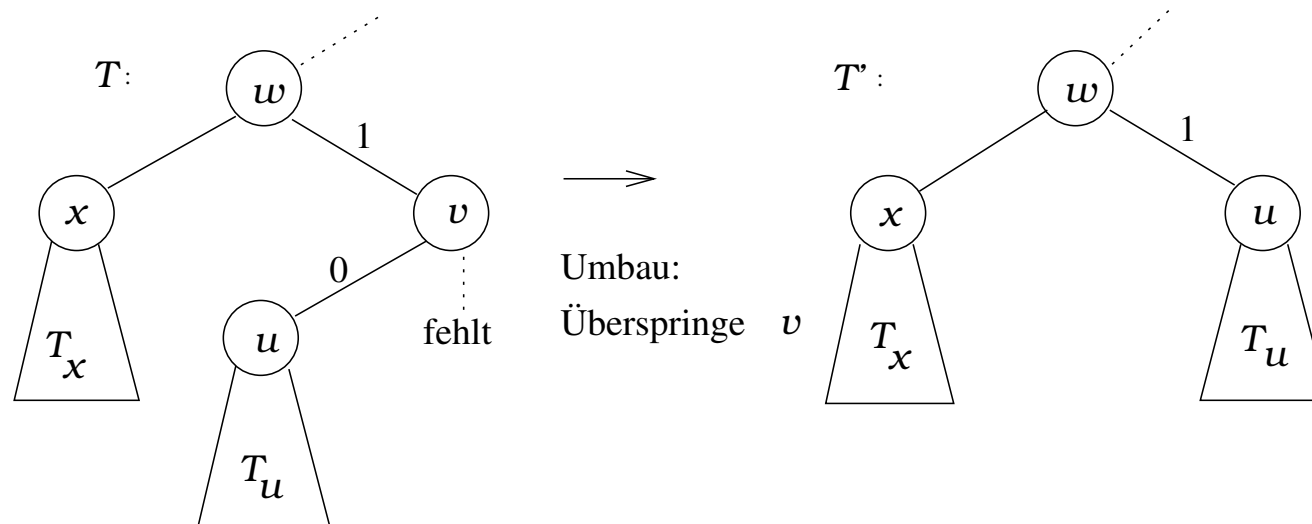 T:
w
1
x
v
0
u
fehlt
T_x
T_u
Umbau:
Überspringe v
T':
w
1
x
u
T_x
T_u